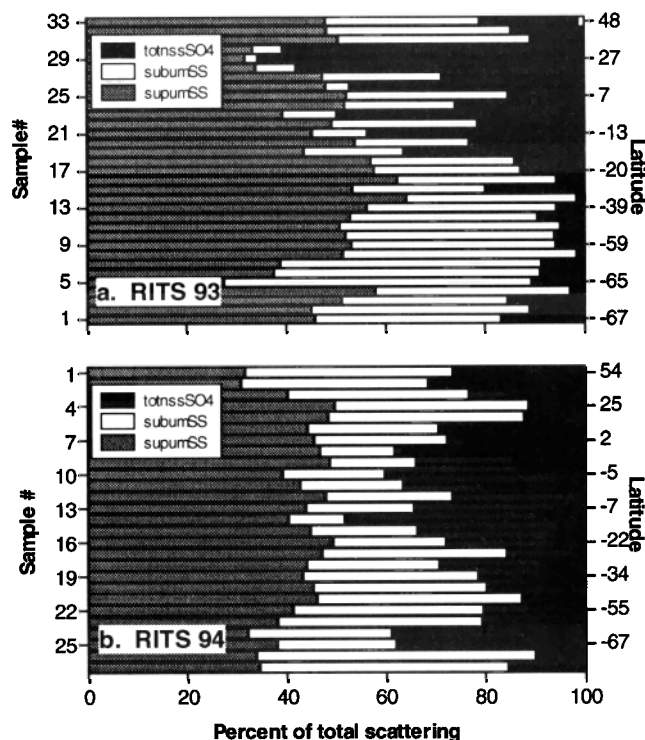 33
29
25
21
17
13
9
5
1
Sample#
totnssSO4
subumSS
supumSS
a. RITS 93
48
27
7
-13
-20
-39
-59
-65
-67
Latitude
1
4
7
10
13
16
19
22
25
Sample #
totnssSO4
subumSS
supumSS
b. RITS 94
54
25
2
-5
-7
-22
-34
-55
-67
Latitude
0 20 40 60 80 100
Percent of total scattering